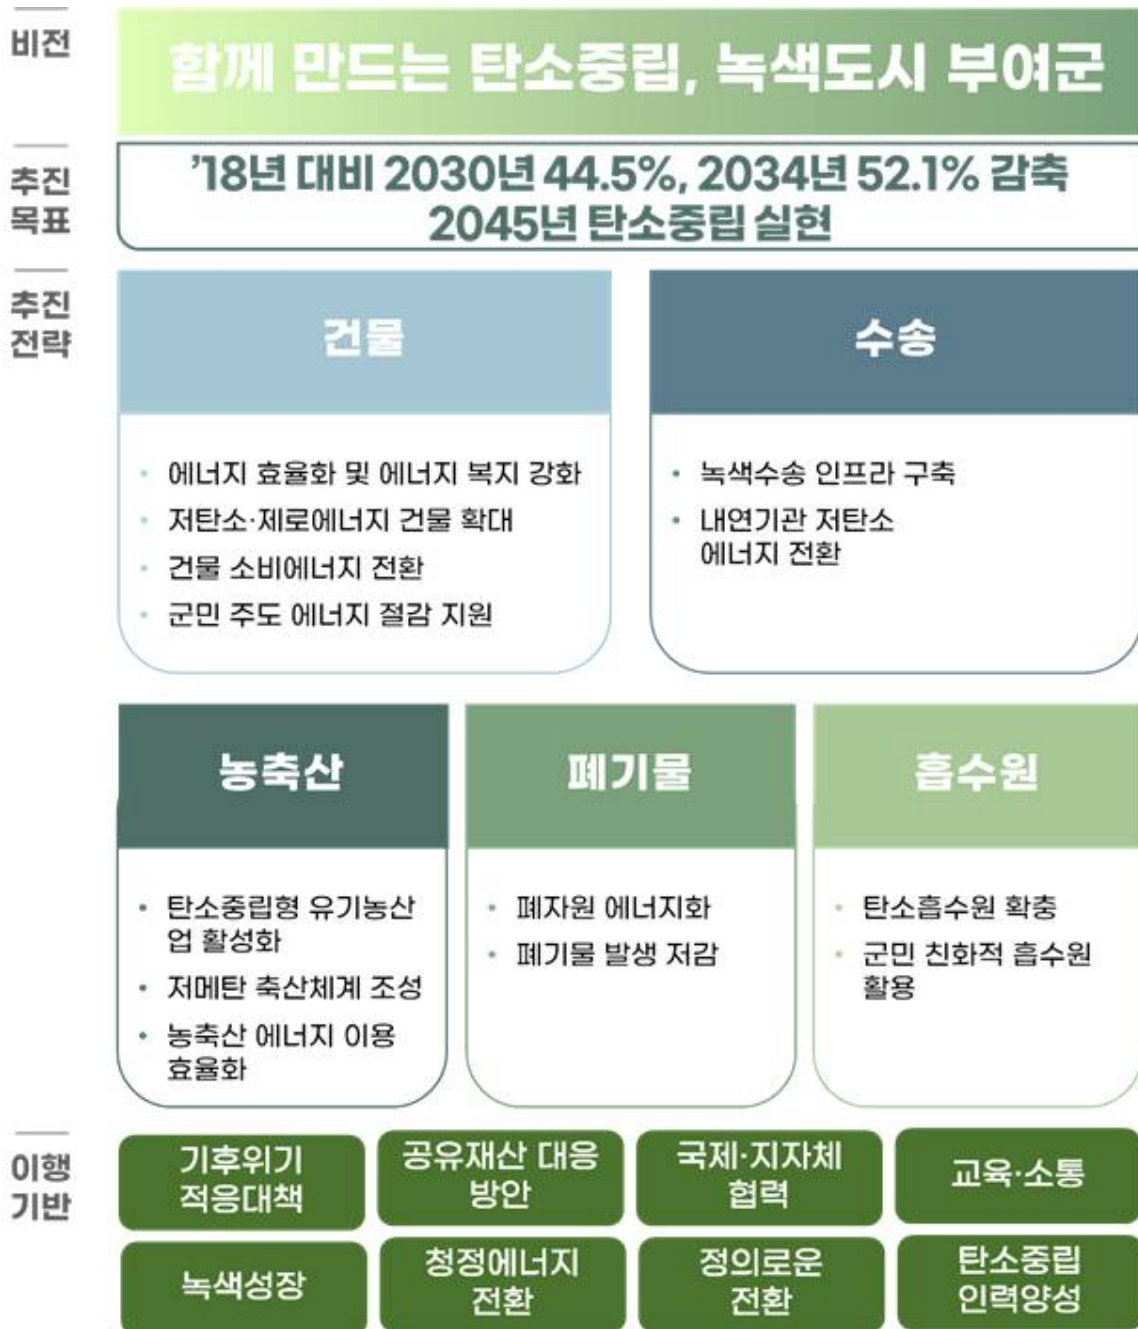 비전
함께 만드는 탄소중립, 녹색도시 부여군
추진
목표
'18년 대비 2030년 44.5%, 2034년 52.1% 감축
2045년 탄소중립 실현
추진
전략
건물
• 에너지 효율화 및 에너지 복지 강화
• 저탄소·제로에너지 건물 확대
• 건물 소비에너지 전환
• 군민 주도 에너지 절감 지원
수송
• 녹색수송 인프라 구축
• 내연기관 저탄소
에너지 전환
농축산
• 탄소중립형 유기농산
업 활성화
• 저메탄 축산체계 조성
• 농축산 에너지 이용
효율화
폐기물
• 폐자원 에너지화
• 폐기물 발생 저감
흡수원
• 탄소흡수원 확충
• 군민 친화적 흡수원
활용
이행
기반
기후위기
적응대책
공유재산 대응
방안
국제·지자체
협력
교육·소통
녹색성장
청정에너지
전환
정의로운
전환
탄소중립
인력양성